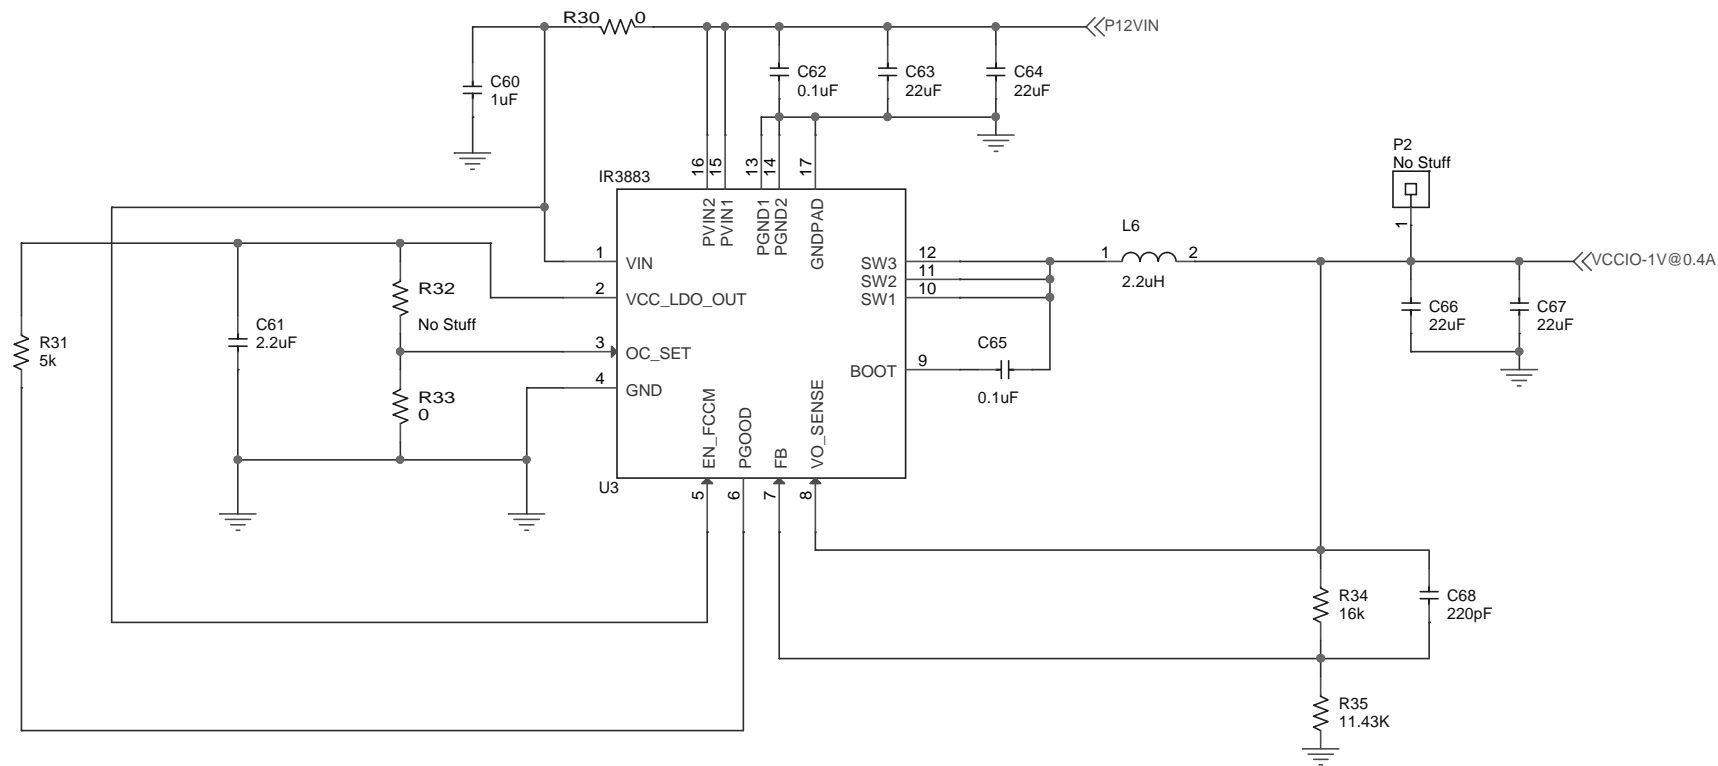 R30 0
P12VIN
C60
1uF
C62
0.1uF
C63
22uF
C64
22uF
P2
No Stuff
1
IR3883
16
15
13
14
17
PVIN2
PVIN1
PGND1
PGND2
GNDPAD
1
VIN
2
VCC_LDO_OUT
3
OC_SET
4
GND
SW3
12
SW2
11
SW1
10
BOOT
9
EN_FCCM
PGOOD
FB
VO_SENSE
5
6
7
8
U3
L6
1
2
2.2uH
VCCIO-1V@0.4A
R32
No Stuff
C61
2.2uF
R31
5k
R33
0
C65
0.1uF
C66
22uF
C67
22uF
R34
16k
C68
220pF
R35
11.43K